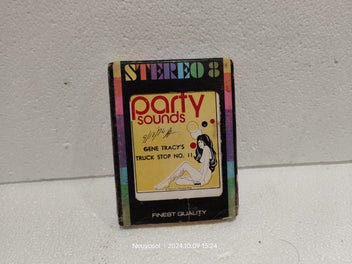 STEREO 8
party
SOUNDS
GENE TRACY'S
TRUCK STOP NO. 11
FINEST QUALITY
Neuyosol | 2024.10.09 15:24